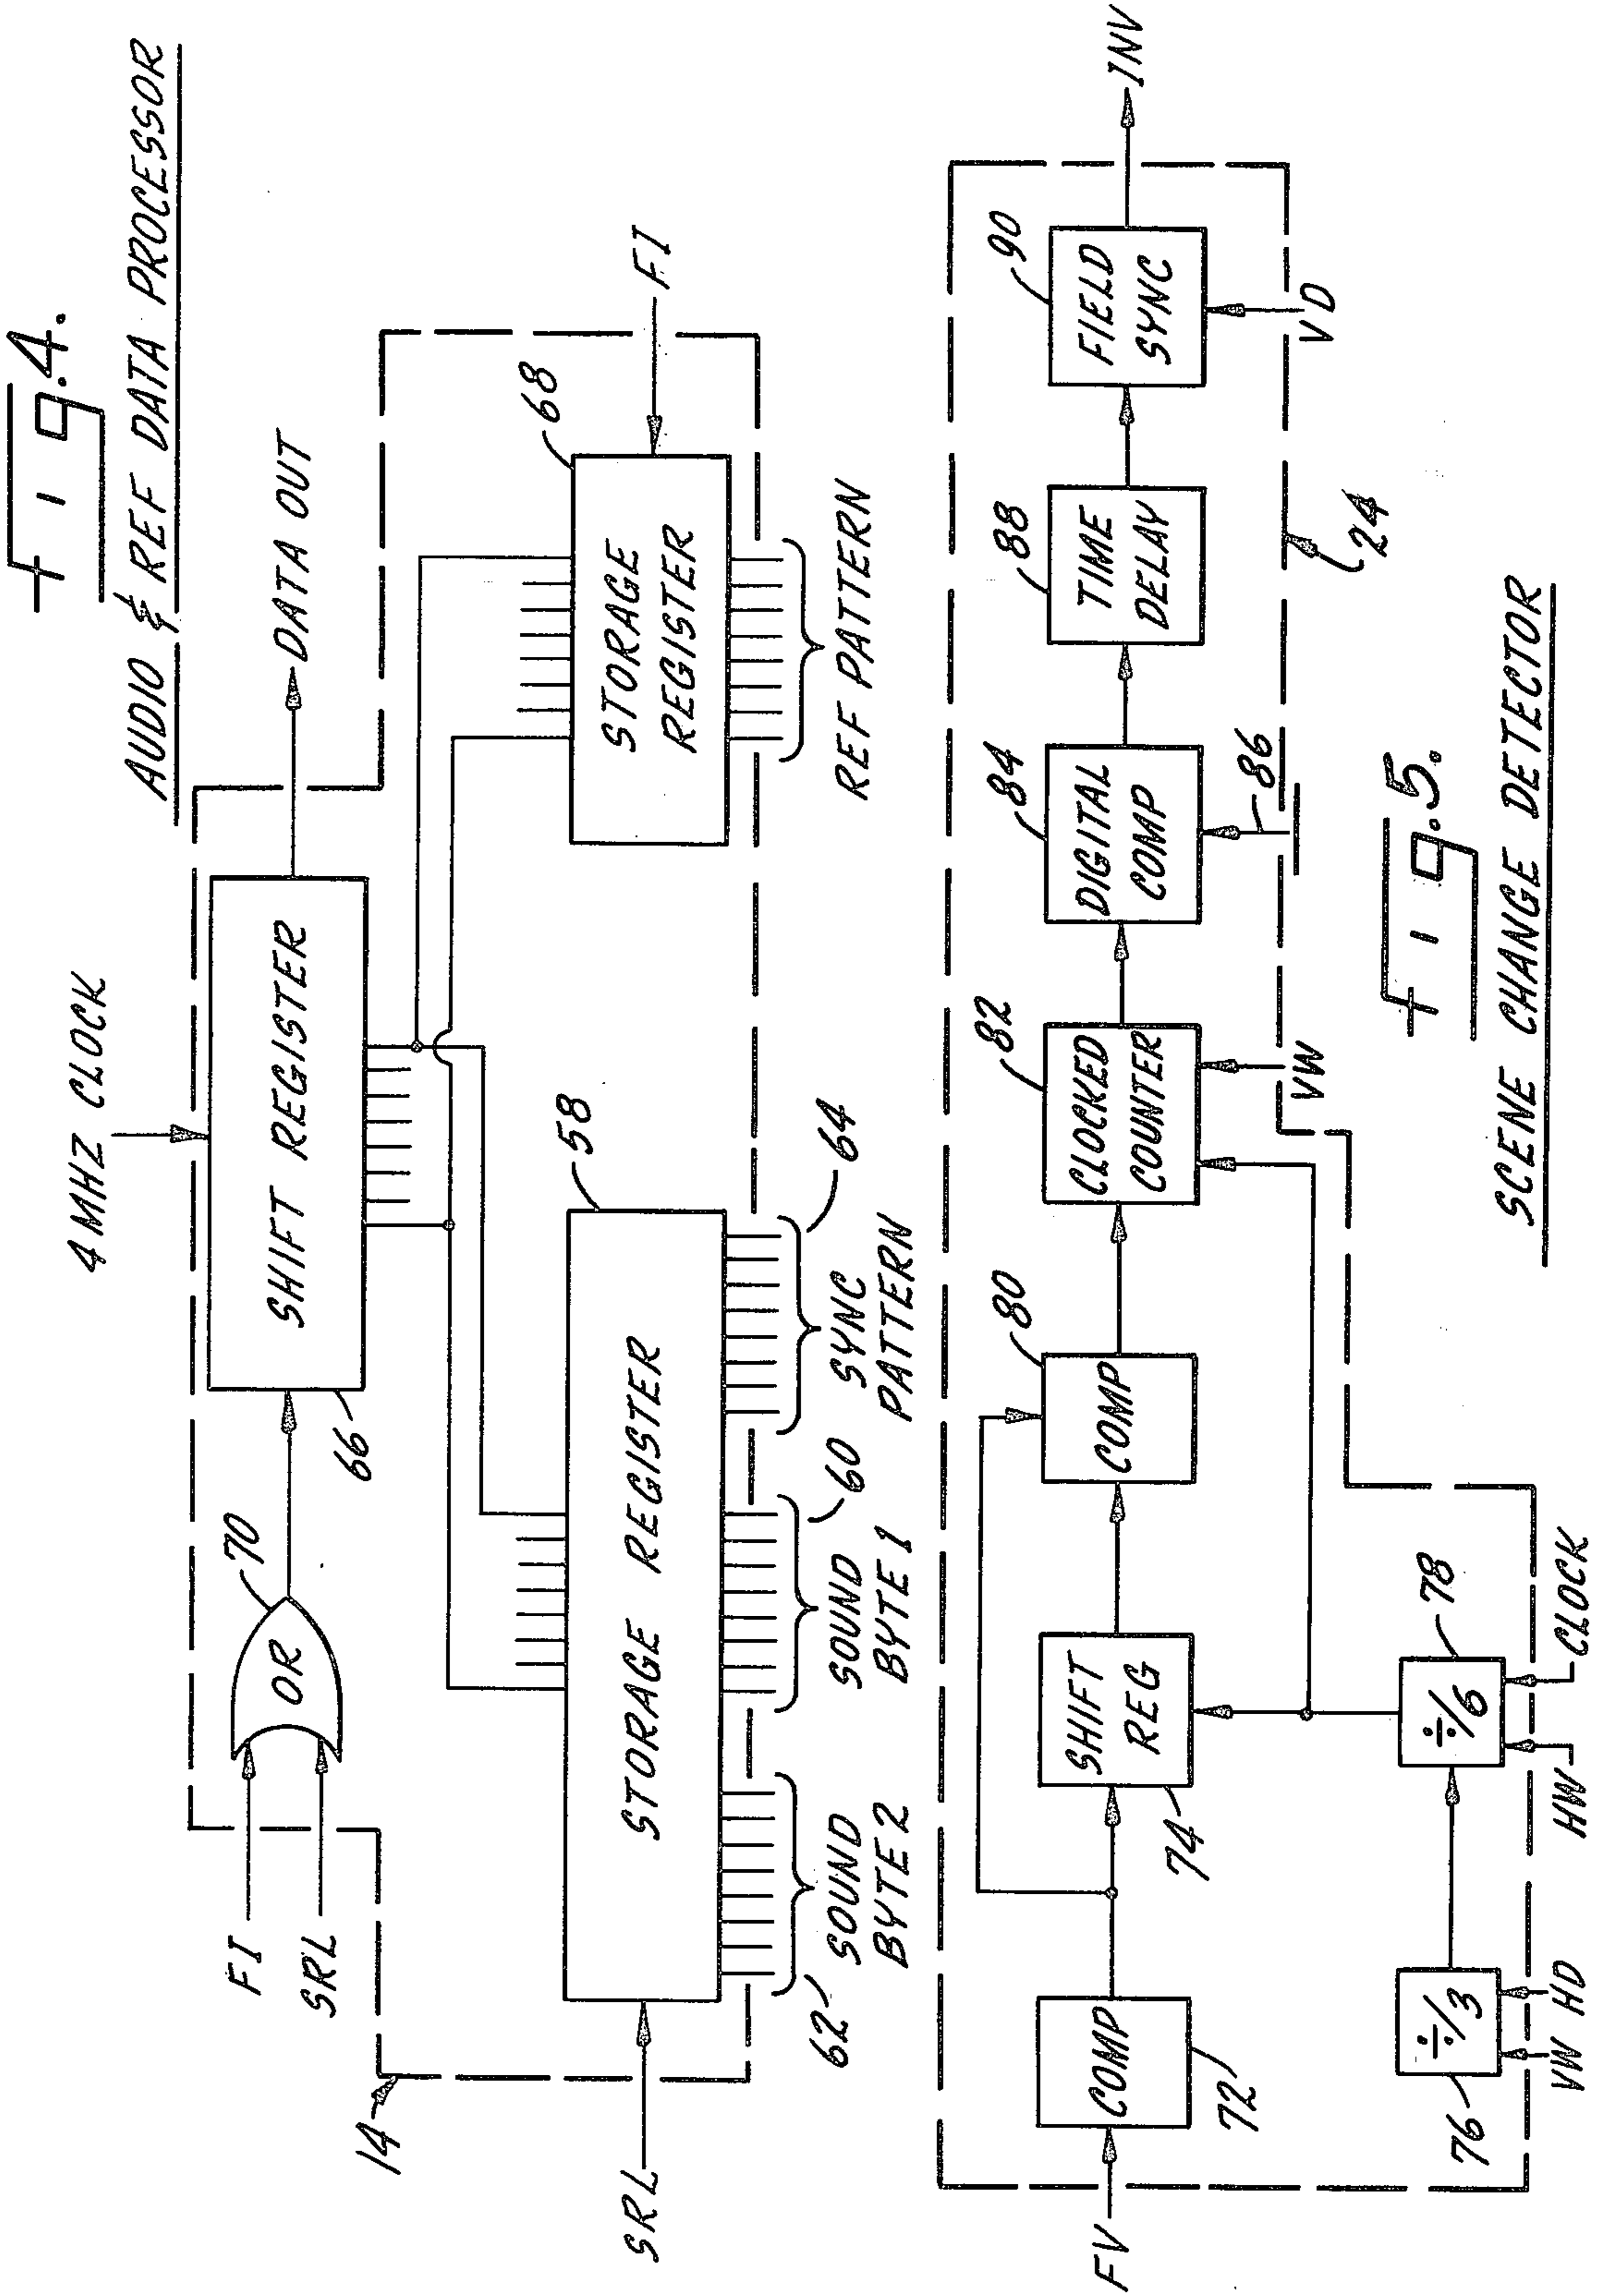 Fig. 4.
AUDIO & REF DATA PROCESSOR
4 MHZ CLOCK
FI
SRL
70
OR
66
SHIFT REGISTER
DATA OUT
14
SRL
58
STORAGE REGISTER
68
STORAGE
REGISTER
FI
62
SOUND
BYTE 2
60
SOUND
BYTE 1
64
SYNC
PATTERN
REF PATTERN
FV
COMP
72
SHIFT
REG
74
80
COMP
82
CLOCKED
COUNTER
VW
84
DIGITAL
COMP
86
88
TIME
DELAY
90
FIELD
SYNC
VD
INV
24
76
÷/3
VW HD
78
÷/6
HW
CLOCK
Fig. 5.
SCENE CHANGE DETECTOR